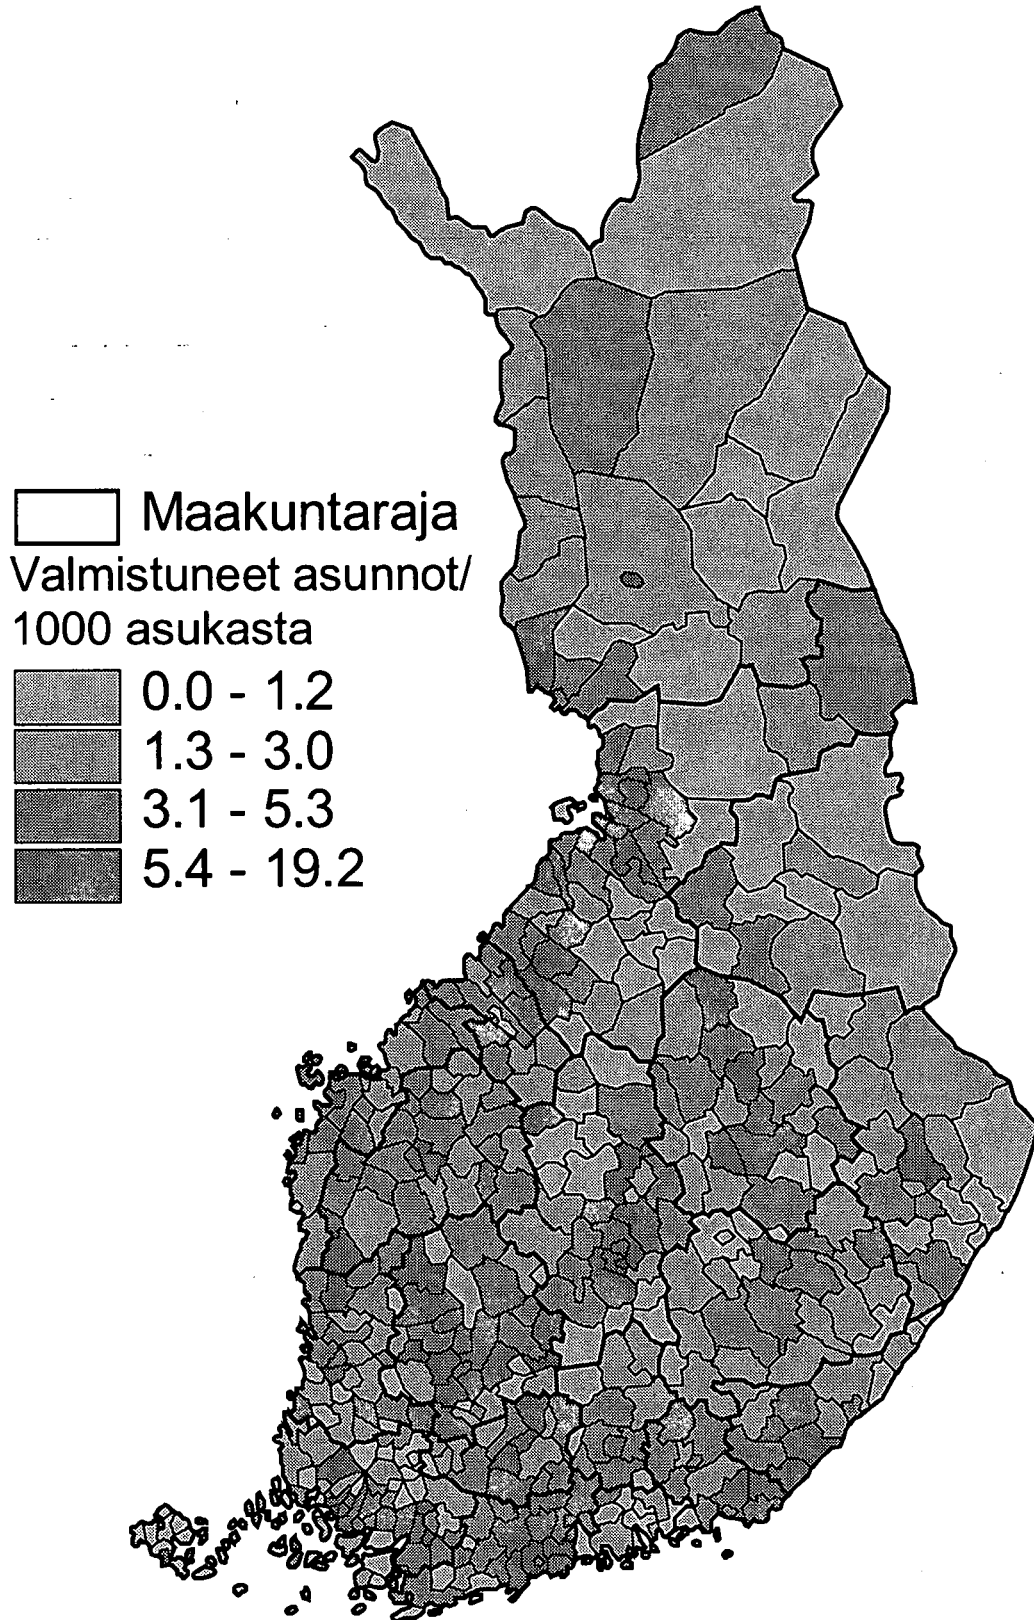 Maakuntaraja
Valmistuneet asunnot/
1000 asukasta
0.0 - 1.2
1.3 - 3.0
3.1 - 5.3
5.4 - 19.2